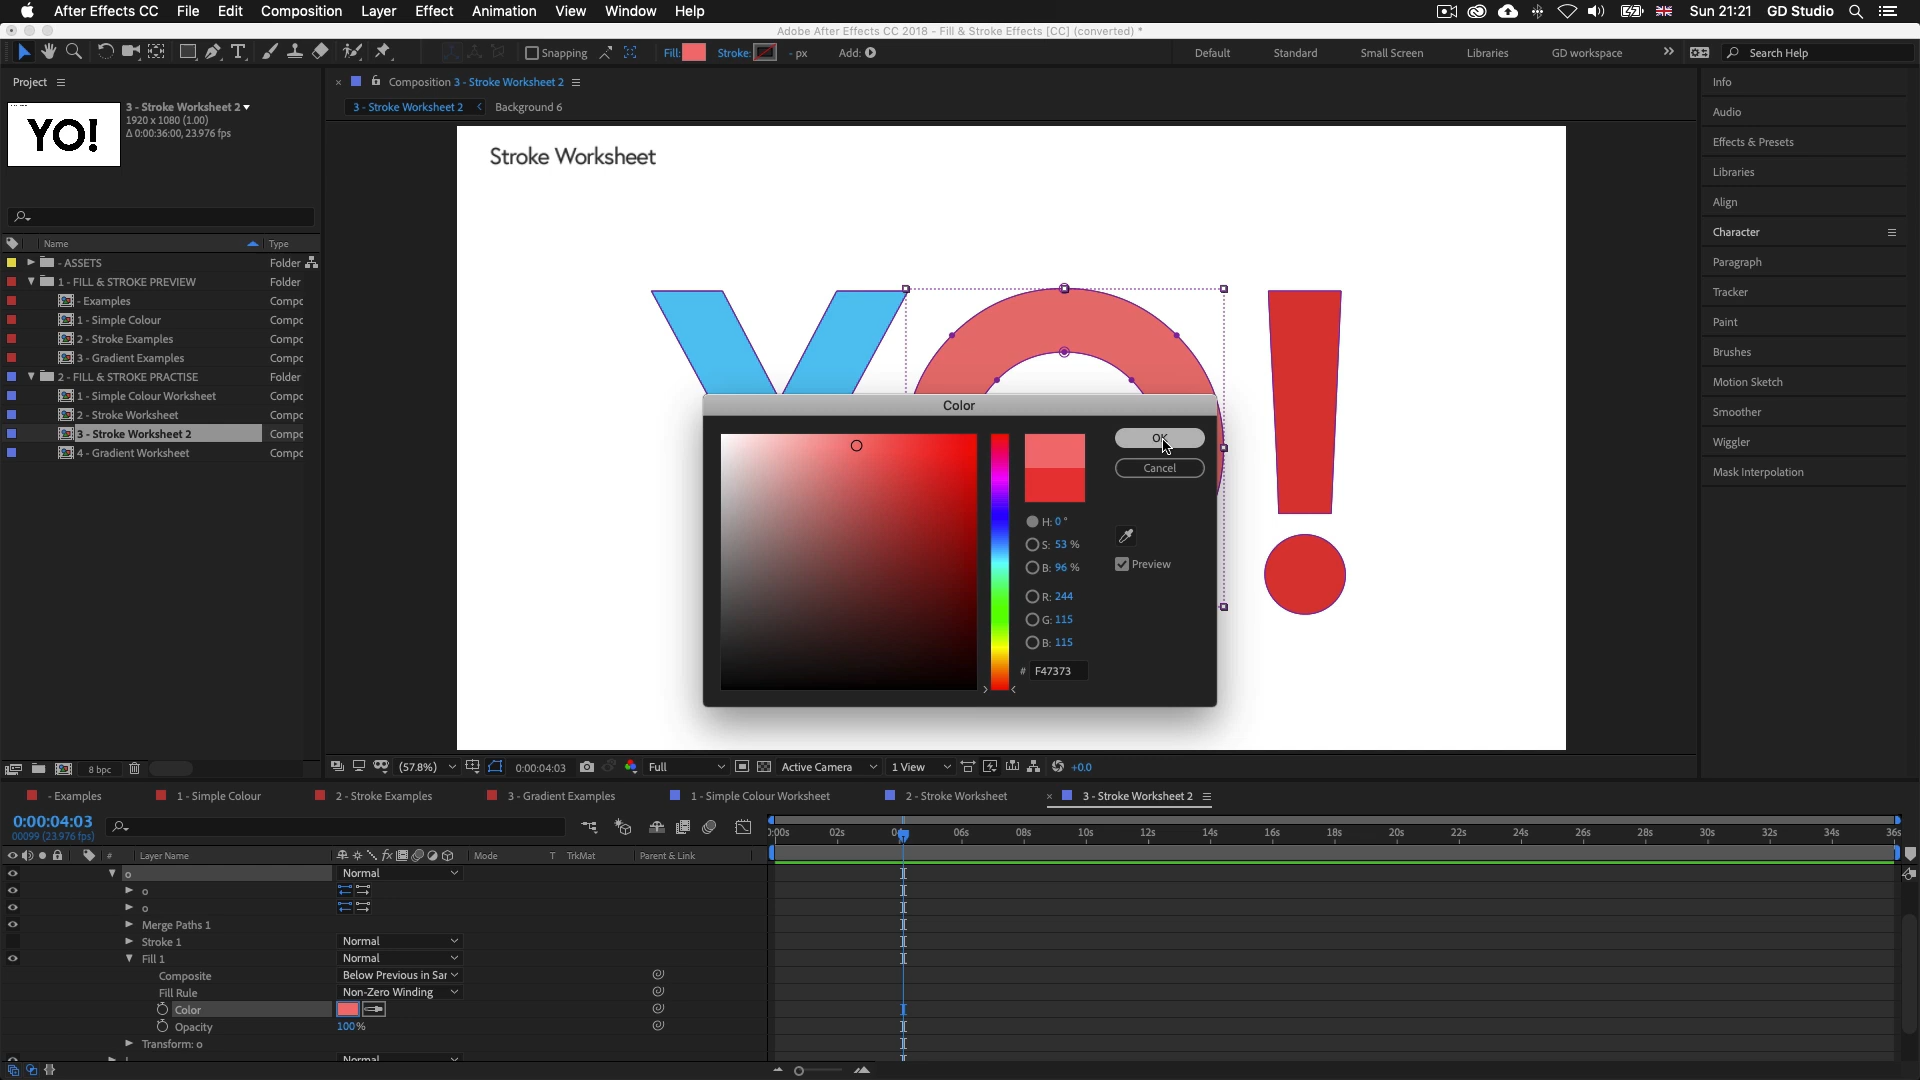 After Effects CC File Edit Composition Layer Effect Animation View Window Help Sun 21:21 GD Studio
Adobe After Effects CC 2018 - Fill & Stroke Effects [CC] (converted) *
Snapping Fill: Stroke: - px Add: Default Standard Small Screen Libraries GD workspace » Search Help
Project
Composition 3 - Stroke Worksheet 2
3 - Stroke Worksheet 2 Background 6
YO!
3 - Stroke Worksheet 2
1920 x 1080 (1.00)
Δ 0:00:36:00, 23.976 fps
Name Type
- ASSETS Folder
1 - FILL & STROKE PREVIEW Folder
- Examples Compc
1 - Simple Colour Compc
2 - Stroke Examples Compc
3 - Gradient Examples Compc
2 - FILL & STROKE PRACTISE Folder
1 - Simple Colour Worksheet Compc
2 - Stroke Worksheet Compc
3 - Stroke Worksheet 2 Compc
4 - Gradient Worksheet Compc
8 bpc
Stroke Worksheet
YO!
Color
OK
Cancel
H: 0 °
S: 53 %
B: 96 %
R: 244
G: 115
B: 115
# F47373
Preview
Info
Audio
Effects & Presets
Libraries
Align
Character
Paragraph
Tracker
Paint
Brushes
Motion Sketch
Smoother
Wiggler
Mask Interpolation
(57.8%) 0:00:04:03 Full Active Camera 1 View +0.0
- Examples 1 - Simple Colour 2 - Stroke Examples 3 - Gradient Examples 1 - Simple Colour Worksheet 2 - Stroke Worksheet × 3 - Stroke Worksheet 2
0:00:04:03
00099 (23.976 fps)
# Layer Name fx Mode T TrkMat Parent & Link
):00s 02s 06s 08s 10s 12s 14s 16s 18s 20s 22s 24s 26s 28s 30s 32s 34s 36s
o Normal
o
o
Merge Paths 1
Stroke 1 Normal
Fill 1 Normal
Composite Below Previous in Sar
Fill Rule Non-Zero Winding
Color
Opacity 100%
Transform: o
Normal